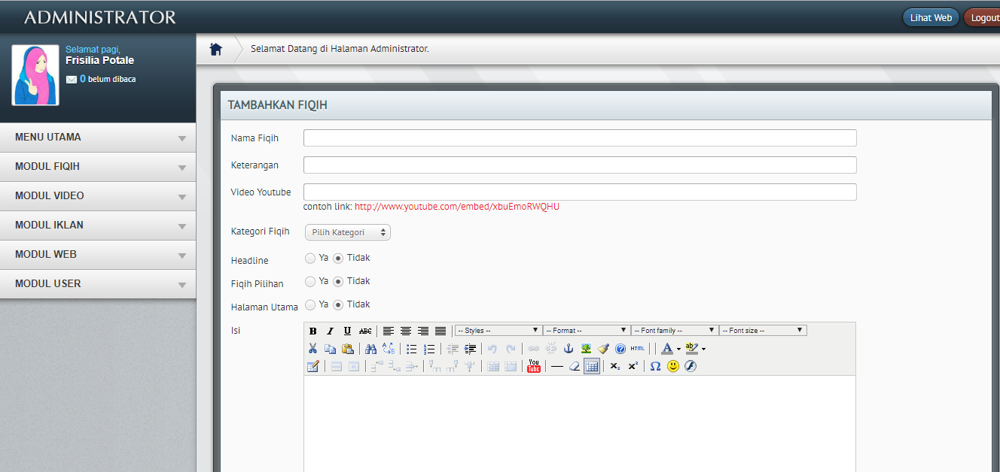 ADMINISTRATOR
Lihat Web
Logout
Selamat pagi,
Frisilia Potale
0 belum dibaca
Selamat Datang di Halaman Administrator.
MENU UTAMA
MODUL FIQIH
MODUL VIDEO
MODUL IKLAN
MODUL WEB
MODUL USER
TAMBAHKAN FIQIH
Nama Fiqih
Keterangan
Video Youtube
contoh link: http://www.youtube.com/embed/xbuEmoRWQHU
Kategori Fiqih
Pilih Kategori
Headline
Ya Tidak
Fiqih Pilihan
Ya Tidak
Halaman Utama
Ya Tidak
Isi
B I U ABC -- Styles -- -- Format -- -- Font family -- -- Font size --
HTML A ab
You Tube x₂ x² Ω